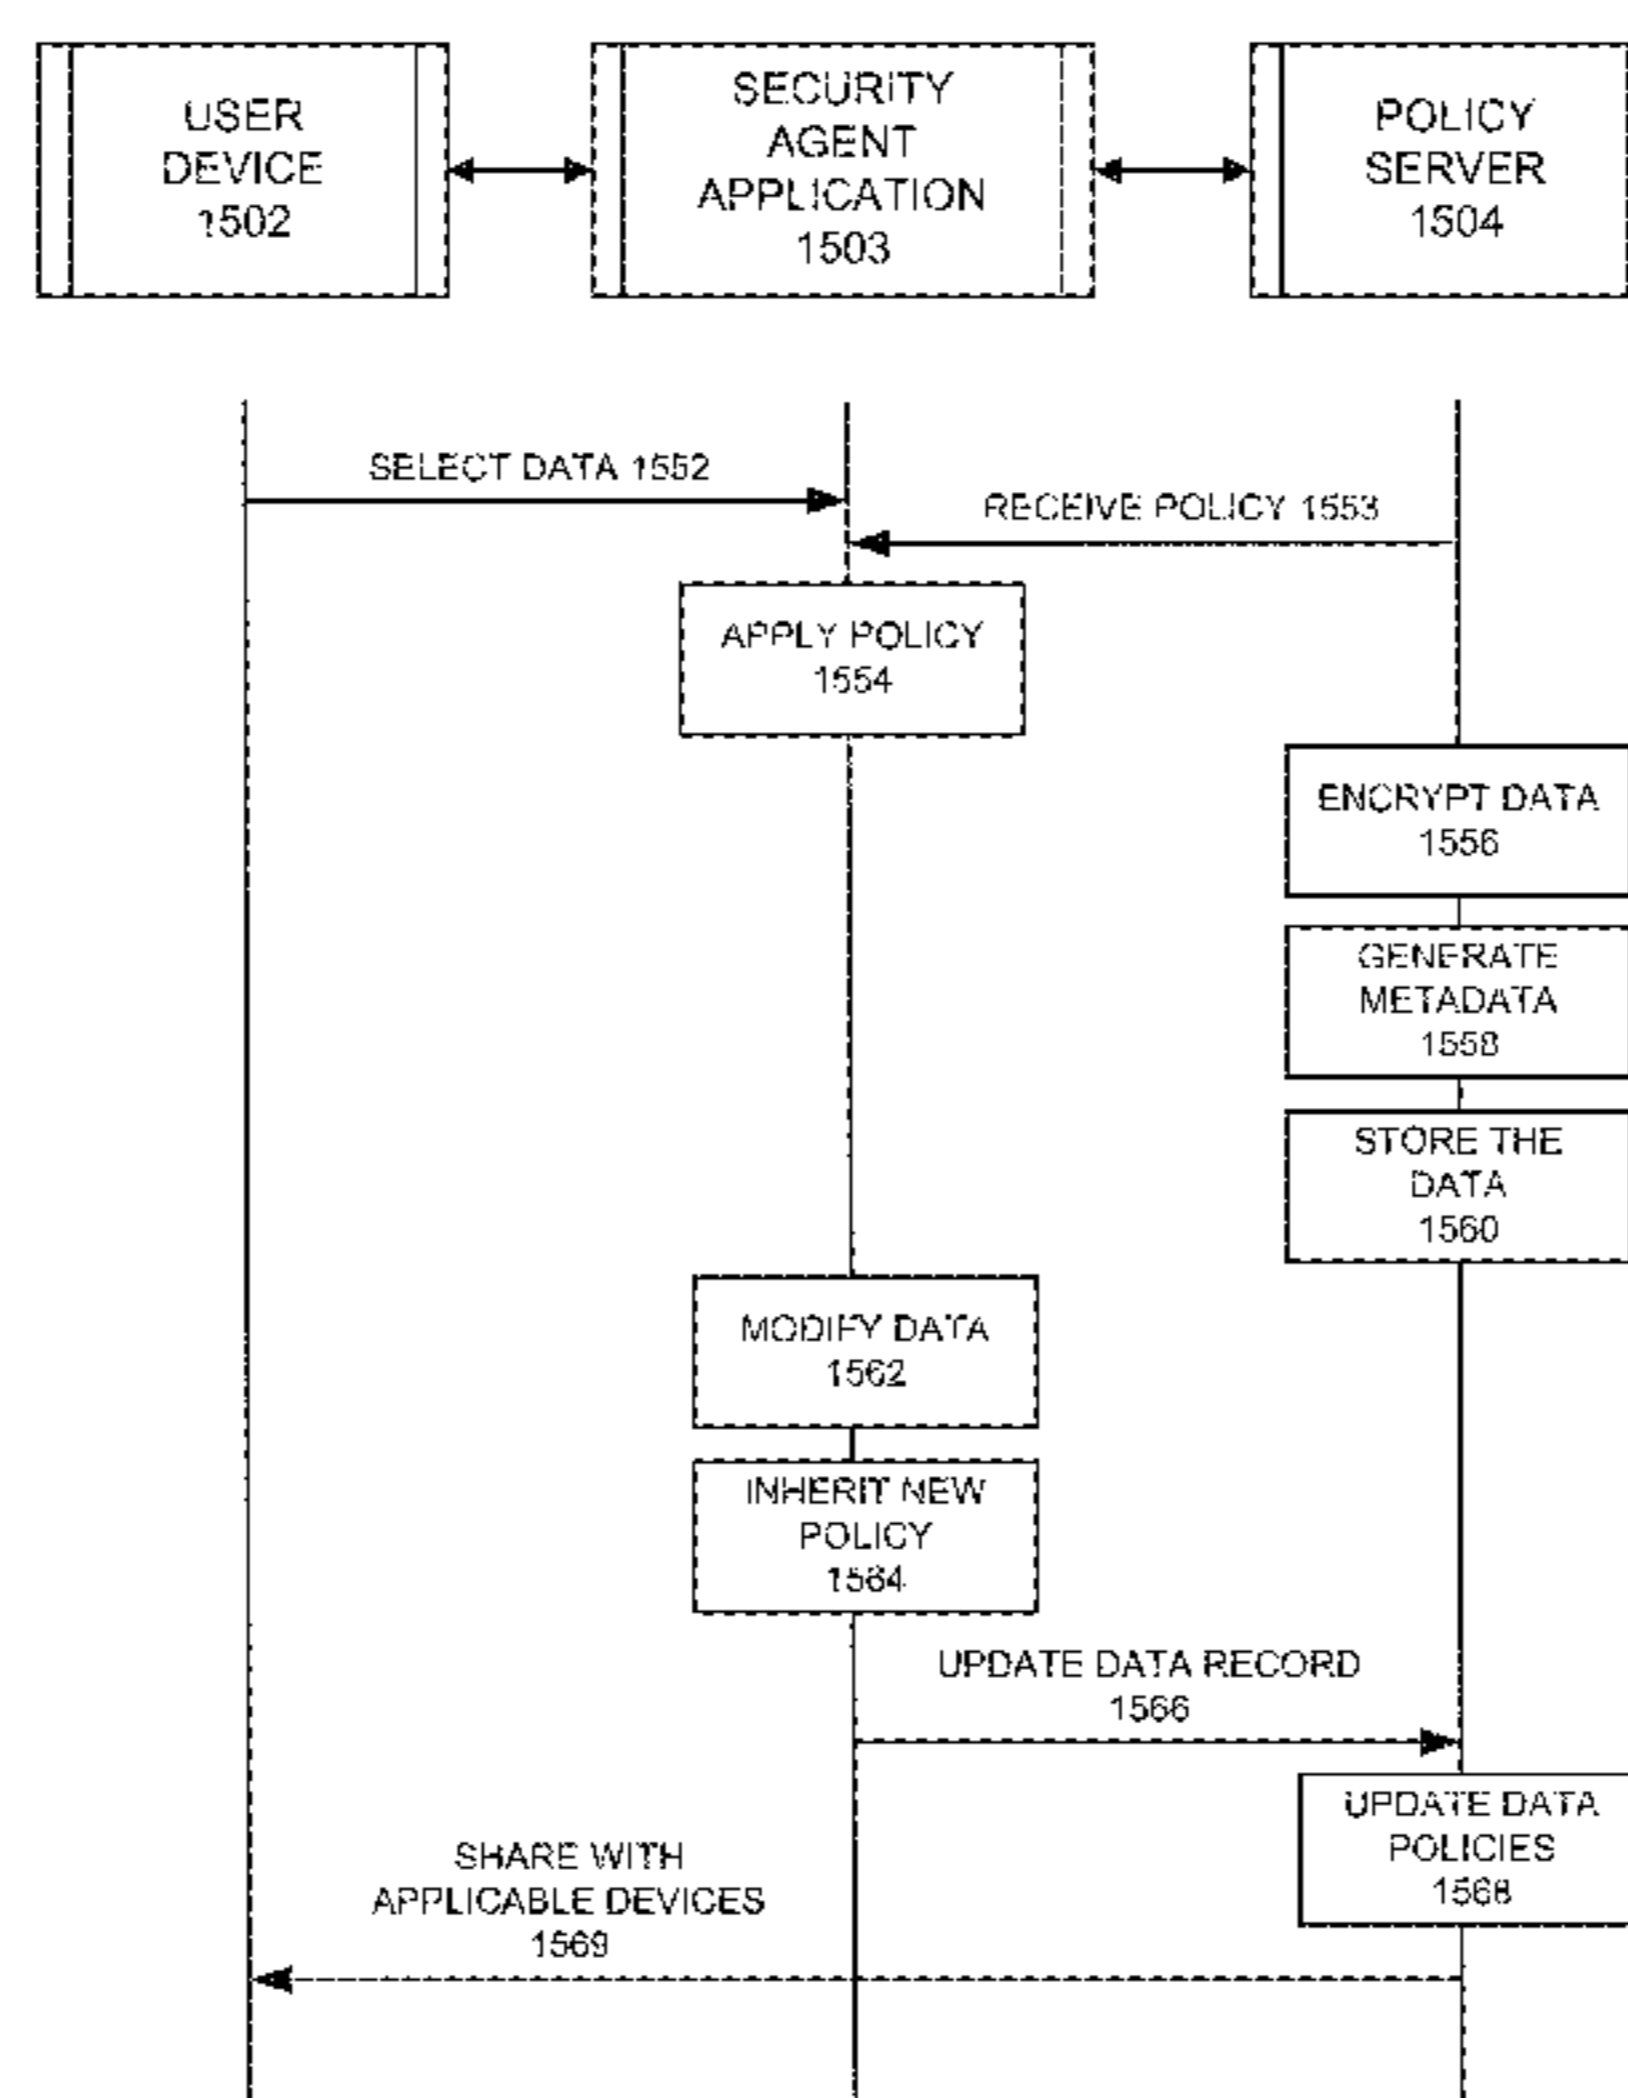 USER
DEVICE
1502
SECURITY
AGENT
APPLICATION
1503
POLICY
SERVER
1504
SELECT DATA 1552
RECEIVE POLICY 1553
APPLY POLICY
1554
ENCRYPT DATA
1556
GENERATE
METADATA
1558
STORE THE
DATA
1560
MODIFY DATA
1562
INHERIT NEW
POLICY
1564
UPDATE DATA RECORD
1566
UPDATE DATA
POLICIES
1568
SHARE WITH
APPLICABLE DEVICES
1569